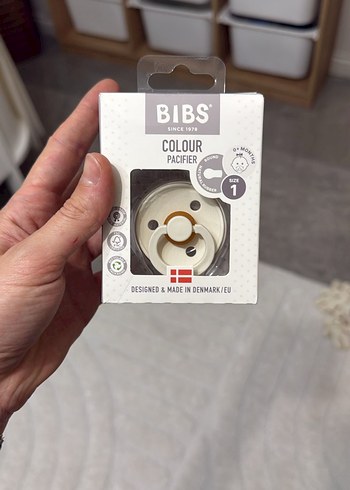 BIBS®
SINCE 1978
COLOUR
PACIFIER
0+ MONTHS
ROUND
SIZE
1
DESIGNED & MADE IN DENMARK/EU